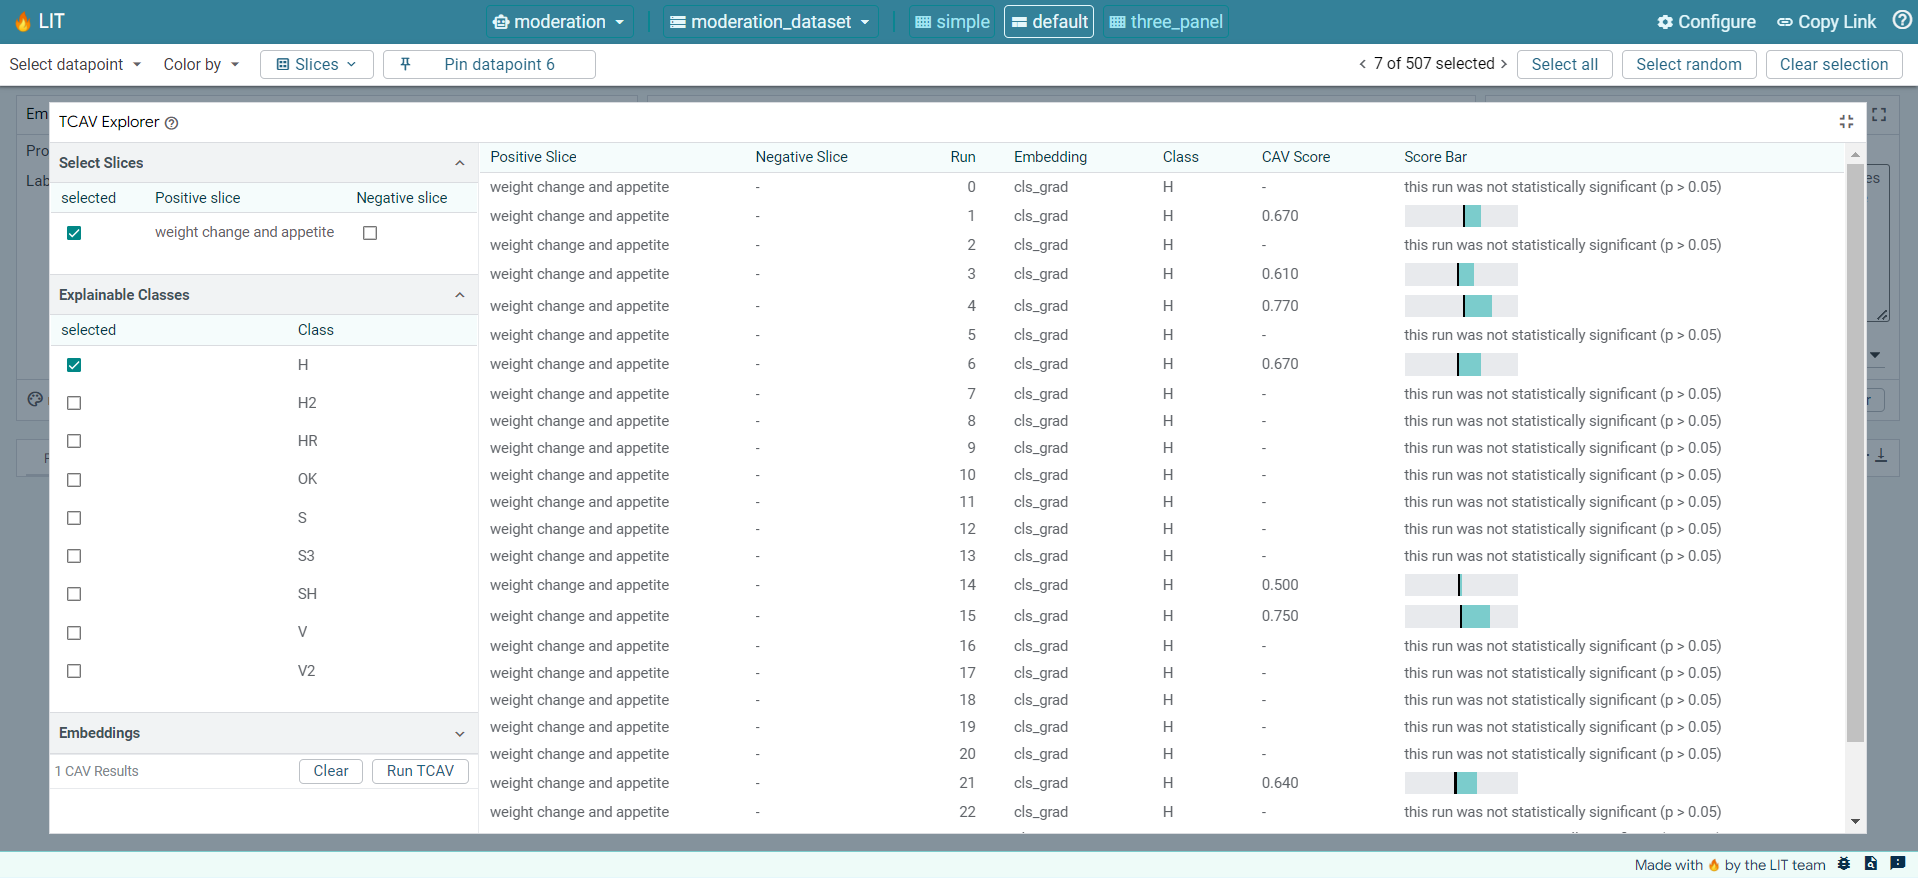 LIT moderation moderation_dataset simple default three_panel Configure Copy Link
Select datapoint Color by Slices Pin datapoint 6 7 of 507 selected Select all Select random Clear selection
Em
Pro
Lab
es
TCAV Explorer
Select Slices
selected Positive slice Negative slice
weight change and appetite
Explainable Classes
selected Class
H
H2
HR
OK
S
S3
SH
V
V2
Embeddings
1 CAV Results Clear Run TCAV
Positive Slice Negative Slice Run Embedding Class CAV Score Score Bar
weight change and appetite - 0 cls_grad H - this run was not statistically significant (p > 0.05)
weight change and appetite - 1 cls_grad H 0.670
weight change and appetite - 2 cls_grad H - this run was not statistically significant (p > 0.05)
weight change and appetite - 3 cls_grad H 0.610
weight change and appetite - 4 cls_grad H 0.770
weight change and appetite - 5 cls_grad H - this run was not statistically significant (p > 0.05)
weight change and appetite - 6 cls_grad H 0.670
weight change and appetite - 7 cls_grad H - this run was not statistically significant (p > 0.05)
weight change and appetite - 8 cls_grad H - this run was not statistically significant (p > 0.05)
weight change and appetite - 9 cls_grad H - this run was not statistically significant (p > 0.05)
weight change and appetite - 10 cls_grad H - this run was not statistically significant (p > 0.05)
weight change and appetite - 11 cls_grad H - this run was not statistically significant (p > 0.05)
weight change and appetite - 12 cls_grad H - this run was not statistically significant (p > 0.05)
weight change and appetite - 13 cls_grad H - this run was not statistically significant (p > 0.05)
weight change and appetite - 14 cls_grad H 0.500
weight change and appetite - 15 cls_grad H 0.750
weight change and appetite - 16 cls_grad H - this run was not statistically significant (p > 0.05)
weight change and appetite - 17 cls_grad H - this run was not statistically significant (p > 0.05)
weight change and appetite - 18 cls_grad H - this run was not statistically significant (p > 0.05)
weight change and appetite - 19 cls_grad H - this run was not statistically significant (p > 0.05)
weight change and appetite - 20 cls_grad H - this run was not statistically significant (p > 0.05)
weight change and appetite - 21 cls_grad H 0.640
weight change and appetite - 22 cls_grad H - this run was not statistically significant (p > 0.05)
Made with 🔥 by the LIT team